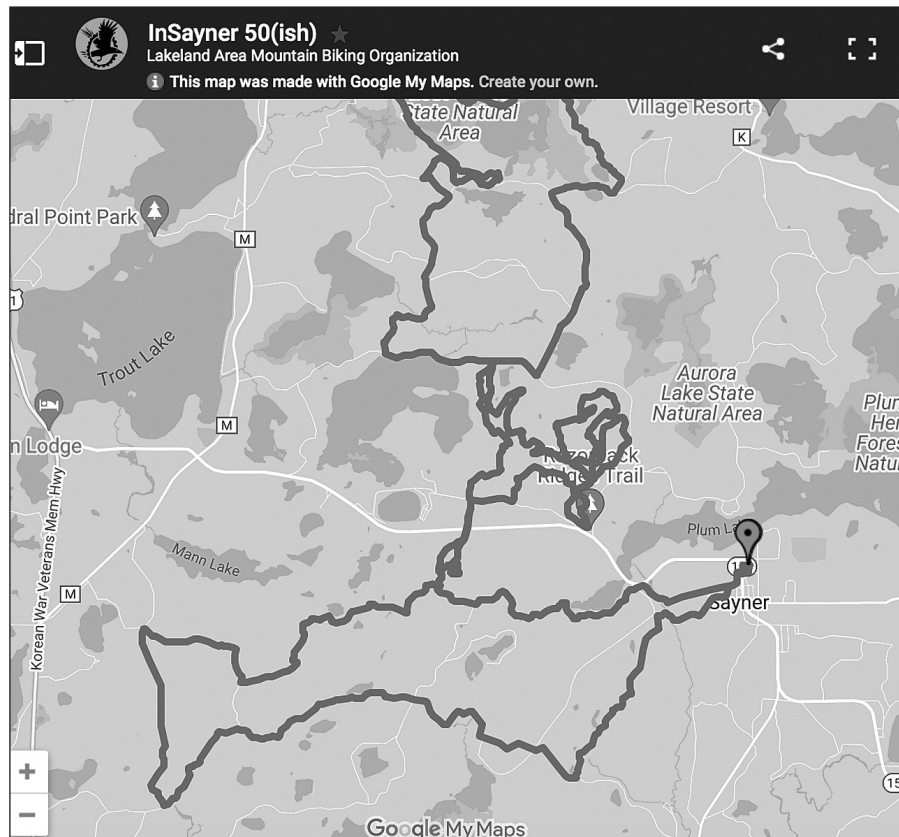 InSayner 50(ish)
Lakeland Area Mountain Biking Organization
This map was made with Google My Maps. Create your own.
State Natural
Area
Village Resort
K
dral Point Park
M
1
Trout Lake
Aurora
Lake State
Natural Area
Plum
Her
Fores
Natur
M
n Lodge
Ridge Trail
Plum Lake
Mann Lake
Korean War Veterans Mem Hwy
M
Sayner
15
+
−
Google My Maps